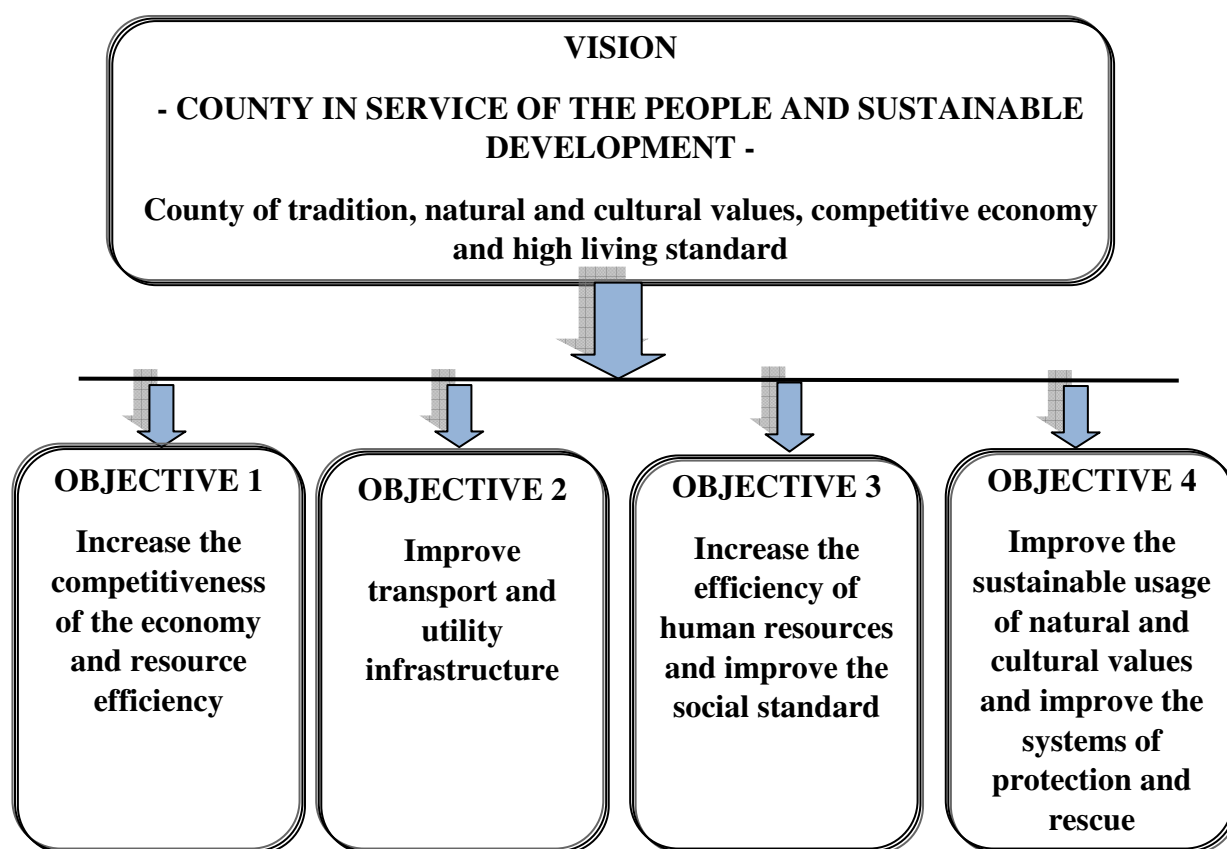 VISION
- COUNTY IN SERVICE OF THE PEOPLE AND SUSTAINABLE
DEVELOPMENT -
County of tradition, natural and cultural values, competitive economy
and high living standard
OBJECTIVE 1
Increase the
competitiveness
of the economy
and resource
efficiency
OBJECTIVE 2
Improve
transport and
utility
infrastructure
OBJECTIVE 3
Increase the
efficiency of
human resources
and improve the
social standard
OBJECTIVE 4
Improve the
sustainable usage
of natural and
cultural values
and improve the
systems of
protection and
rescue